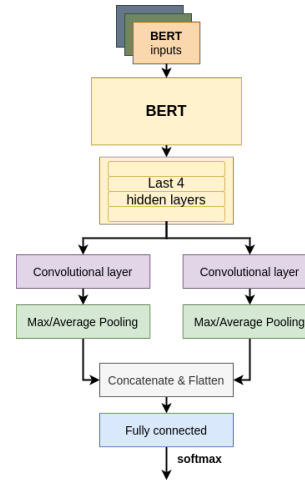 BERT
inputs
BERT
Last 4
hidden layers
Convolutional layer
Convolutional layer
Max/Average Pooling
Max/Average Pooling
Concatenate & Flatten
Fully connected
softmax